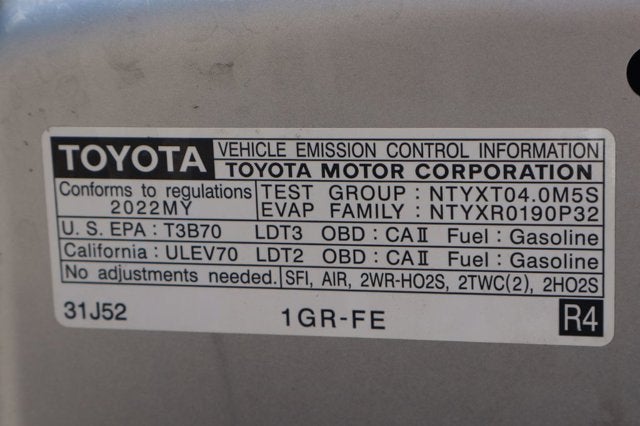 TOYOTA
VEHICLE EMISSION CONTROL INFORMATION
TOYOTA MOTOR CORPORATION
Conforms to regulations
2022MY
TEST GROUP : NTYXT04.0M5S
EVAP FAMILY : NTYXR0190P32
U. S. EPA : T3B70 LDT3 OBD : CAⅡ Fuel : Gasoline
California : ULEV70 LDT2 OBD : CAⅡ Fuel : Gasoline
No adjustments needed. SFI, AIR, 2WR-HO2S, 2TWC(2), 2HO2S
31J52 1GR-FE R4